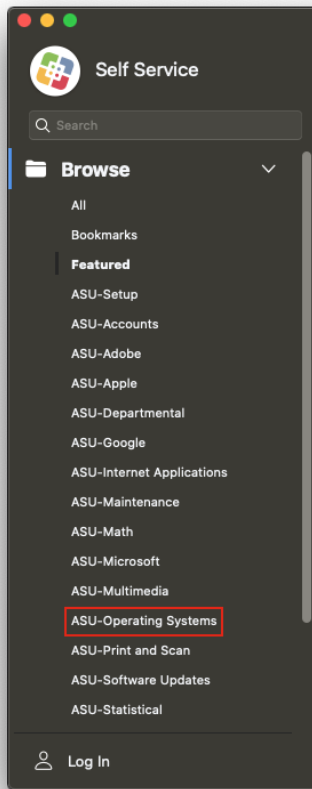 Self Service
Search
Browse
All
Bookmarks
Featured
ASU-Setup
ASU-Accounts
ASU-Adobe
ASU-Apple
ASU-Departmental
ASU-Google
ASU-Internet Applications
ASU-Maintenance
ASU-Math
ASU-Microsoft
ASU-Multimedia
ASU-Operating Systems
ASU-Print and Scan
ASU-Software Updates
ASU-Statistical
Log In